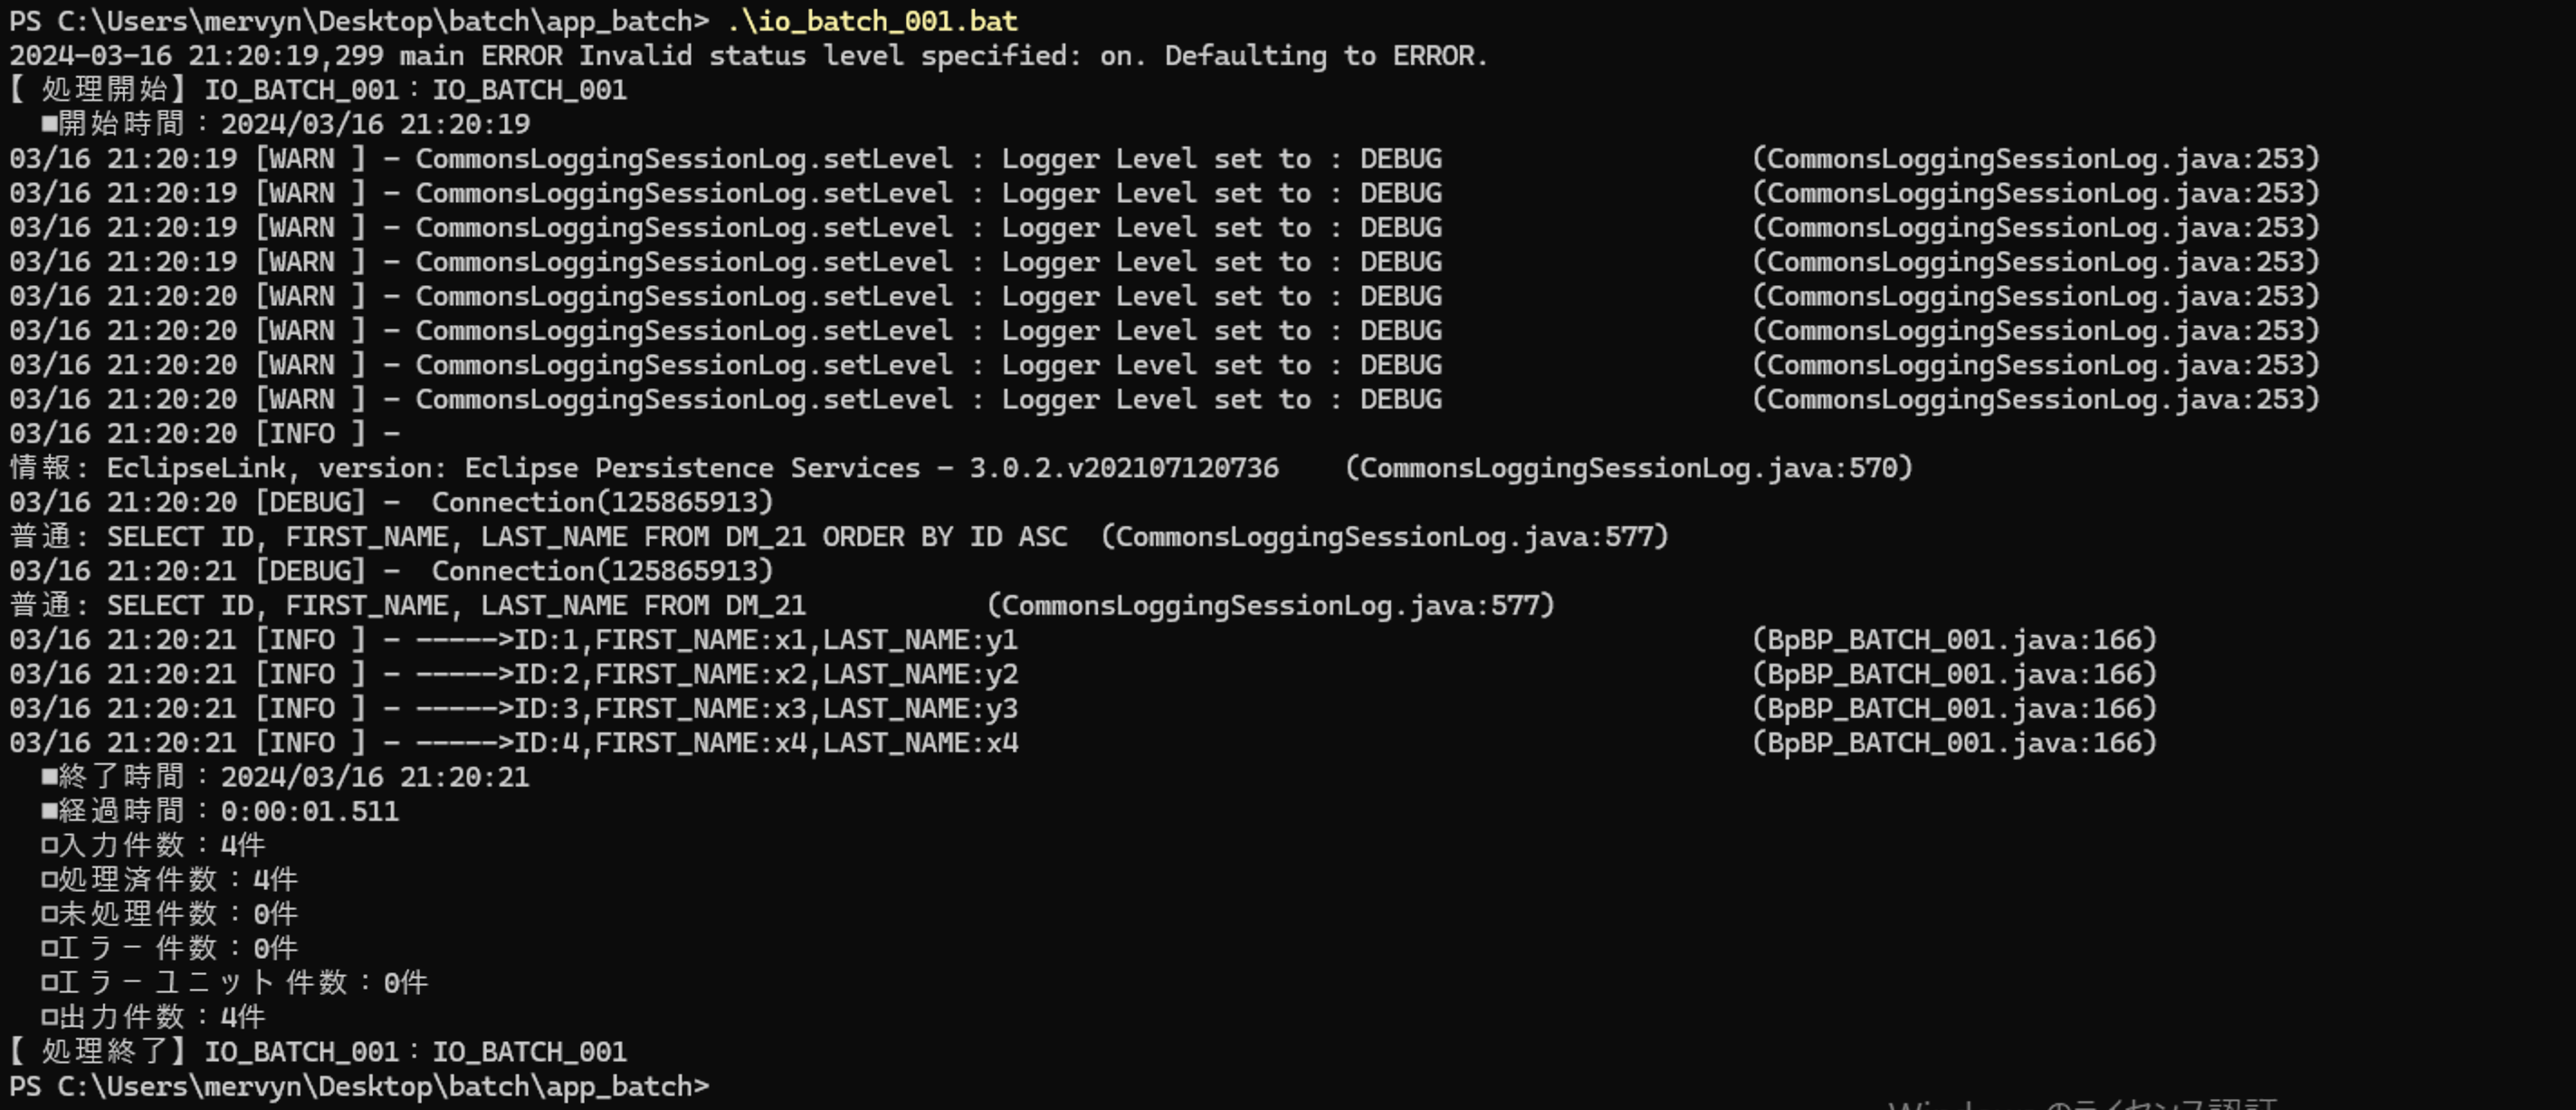 PS C:\Users\mervyn\Desktop\batch\app_batch> .\io_batch_001.bat
2024-03-16 21:20:19,299 main ERROR Invalid status level specified: on. Defaulting to ERROR.
【 処理開始】IO_BATCH_001：IO_BATCH_001
■開始時間：2024/03/16 21:20:19
03/16 21:20:19 [WARN ] - CommonsLoggingSessionLog.setLevel : Logger Level set to : DEBUG (CommonsLoggingSessionLog.java:253)
03/16 21:20:19 [WARN ] - CommonsLoggingSessionLog.setLevel : Logger Level set to : DEBUG (CommonsLoggingSessionLog.java:253)
03/16 21:20:19 [WARN ] - CommonsLoggingSessionLog.setLevel : Logger Level set to : DEBUG (CommonsLoggingSessionLog.java:253)
03/16 21:20:19 [WARN ] - CommonsLoggingSessionLog.setLevel : Logger Level set to : DEBUG (CommonsLoggingSessionLog.java:253)
03/16 21:20:20 [WARN ] - CommonsLoggingSessionLog.setLevel : Logger Level set to : DEBUG (CommonsLoggingSessionLog.java:253)
03/16 21:20:20 [WARN ] - CommonsLoggingSessionLog.setLevel : Logger Level set to : DEBUG (CommonsLoggingSessionLog.java:253)
03/16 21:20:20 [WARN ] - CommonsLoggingSessionLog.setLevel : Logger Level set to : DEBUG (CommonsLoggingSessionLog.java:253)
03/16 21:20:20 [WARN ] - CommonsLoggingSessionLog.setLevel : Logger Level set to : DEBUG (CommonsLoggingSessionLog.java:253)
03/16 21:20:20 [INFO ] -
情報: EclipseLink, version: Eclipse Persistence Services - 3.0.2.v202107120736 (CommonsLoggingSessionLog.java:570)
03/16 21:20:20 [DEBUG] - Connection(125865913)
普通: SELECT ID, FIRST_NAME, LAST_NAME FROM DM_21 ORDER BY ID ASC (CommonsLoggingSessionLog.java:577)
03/16 21:20:21 [DEBUG] - Connection(125865913)
普通: SELECT ID, FIRST_NAME, LAST_NAME FROM DM_21 (CommonsLoggingSessionLog.java:577)
03/16 21:20:21 [INFO ] - ----->ID:1,FIRST_NAME:x1,LAST_NAME:y1 (BpBP_BATCH_001.java:166)
03/16 21:20:21 [INFO ] - ----->ID:2,FIRST_NAME:x2,LAST_NAME:y2 (BpBP_BATCH_001.java:166)
03/16 21:20:21 [INFO ] - ----->ID:3,FIRST_NAME:x3,LAST_NAME:y3 (BpBP_BATCH_001.java:166)
03/16 21:20:21 [INFO ] - ----->ID:4,FIRST_NAME:x4,LAST_NAME:x4 (BpBP_BATCH_001.java:166)
■終了時間：2024/03/16 21:20:21
■経過時間：0:00:01.511
□入力件数：4件
□処理済件数：4件
□未処理件数：0件
□エラー件数：0件
□エラーユニット件数：0件
□出力件数：4件
【 処理終了】IO_BATCH_001：IO_BATCH_001
PS C:\Users\mervyn\Desktop\batch\app_batch>